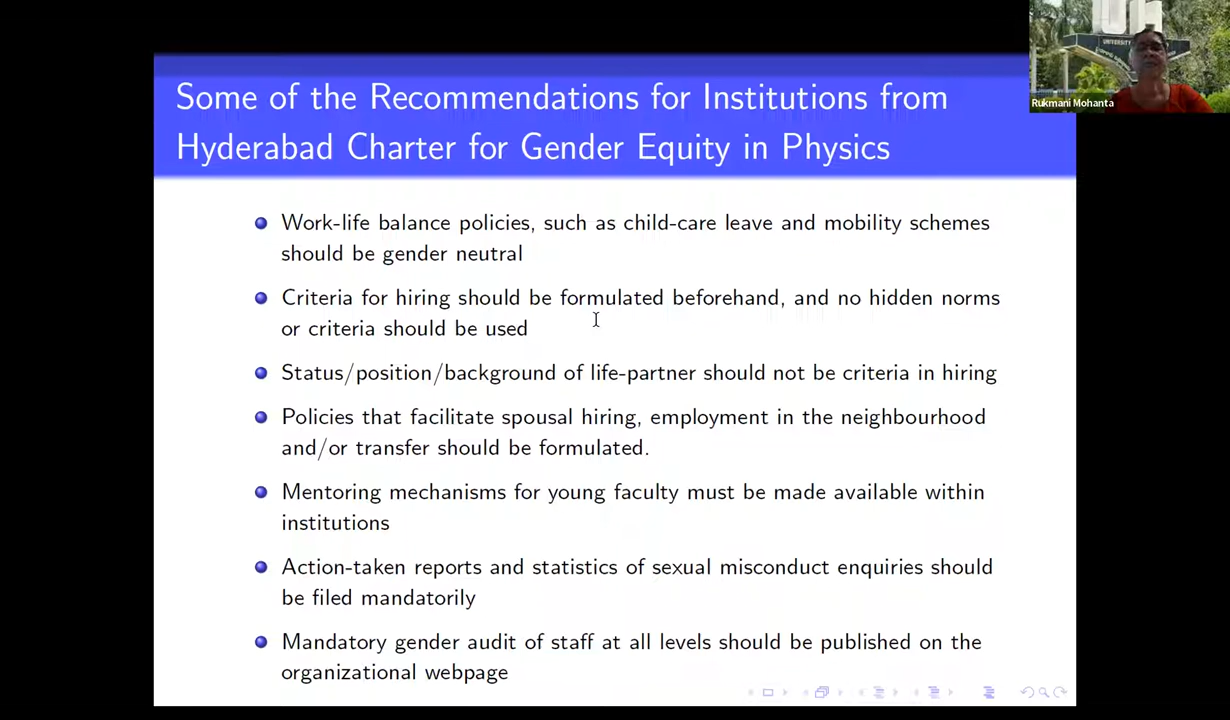 Some of the Recommendations for Institutions from
Hyderabad Charter for Gender Equity in Physics
Work-life balance policies, such as child-care leave and mobility schemes
should be gender neutral
Criteria for hiring should be formulated beforehand, and no hidden norms
or criteria should be used
Status/position/background of life-partner should not be criteria in hiring
Policies that facilitate spousal hiring, employment in the neighbourhood
and/or transfer should be formulated.
Mentoring mechanisms for young faculty must be made available within
institutions
Action-taken reports and statistics of sexual misconduct enquiries should
be filed mandatorily
Mandatory gender audit of staff at all levels should be published on the
organizational webpage
UNIVERSITY
Rukmani Mohanta